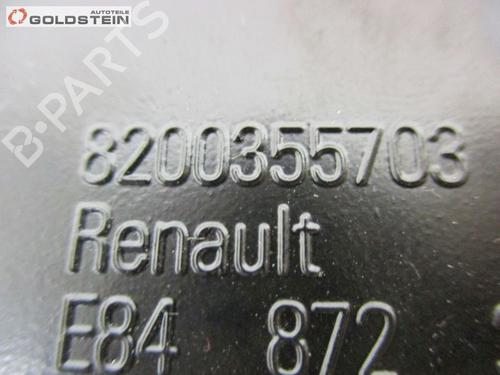 AUTOTEILE
GOLDSTEIN
B-PARTS
8200355703
Renault
E84 872